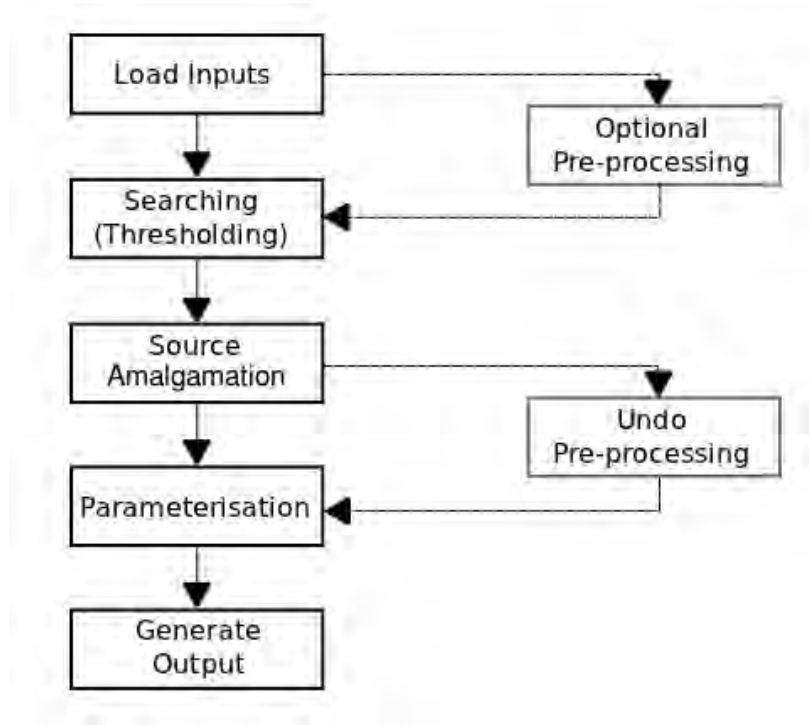 Load Inputs
Optional
Pre-processing
Searching
(Thresholding)
Source
Amalgamation
Undo
Pre-processing
Parameterisation
Generate
Output